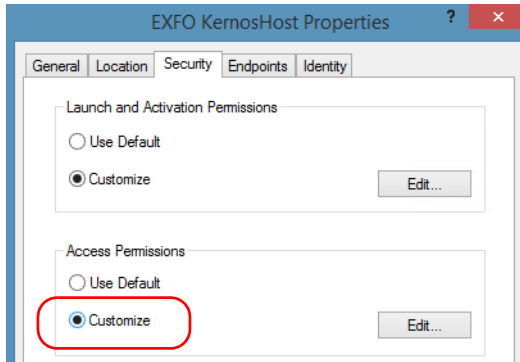 EXFO KernosHost Properties
? ×
General Location Security Endpoints Identity
Launch and Activation Permissions
Use Default
Customize
Edit...
Access Permissions
Use Default
Customize
Edit...